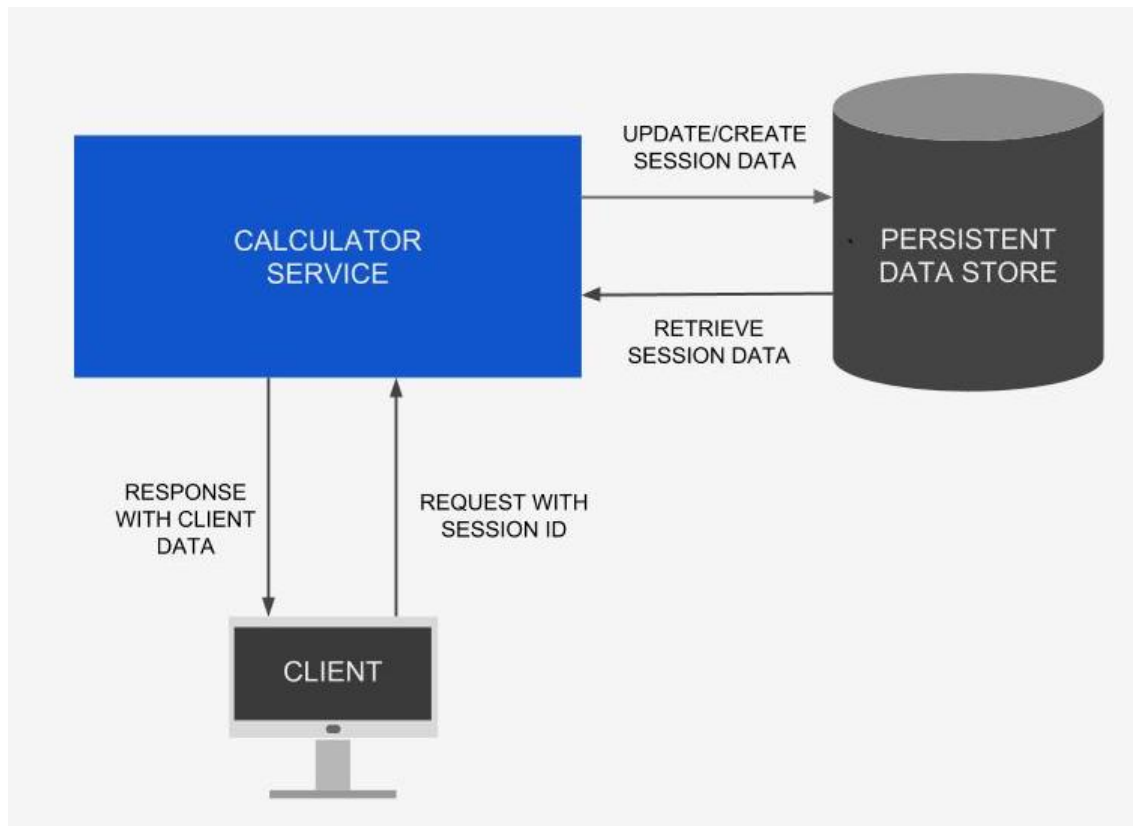 UPDATE/CREATE
SESSION DATA
CALCULATOR
SERVICE
PERSISTENT
DATA STORE
RETRIEVE
SESSION DATA
RESPONSE
WITH CLIENT
DATA
REQUEST WITH
SESSION ID
CLIENT